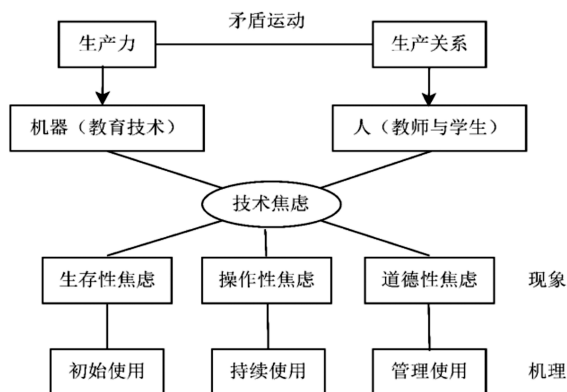 矛盾运动
生产力
生产关系
机器（教育技术）
人（教师与学生）
技术焦虑
生存性焦虑
操作性焦虑
道德性焦虑
现象
初始使用
持续使用
管理使用
机理